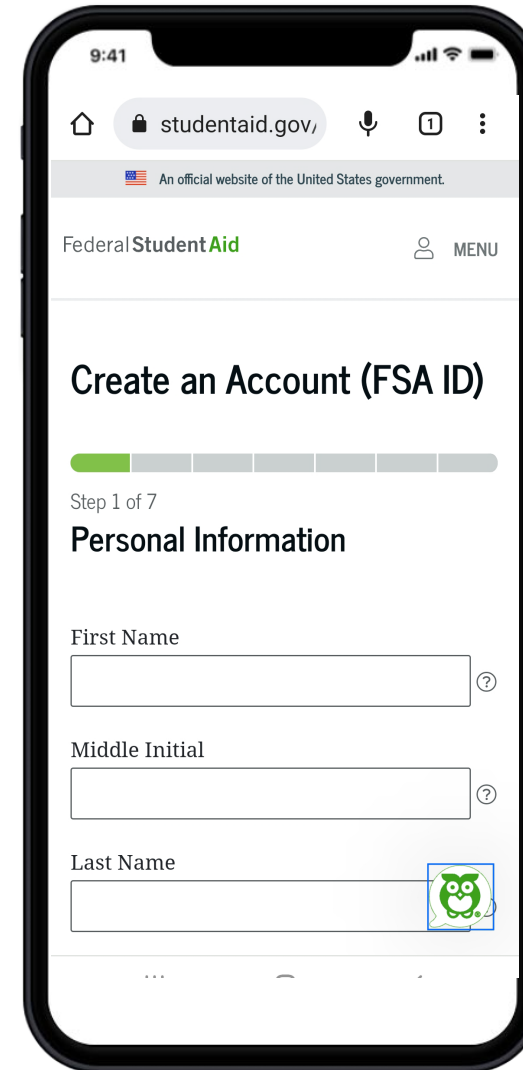 9:41
studentaid.gov/
1
An official website of the United States government.
Federal Student Aid
MENU
Create an Account (FSA ID)
Step 1 of 7
Personal Information
First Name
?
Middle Initial
?
Last Name